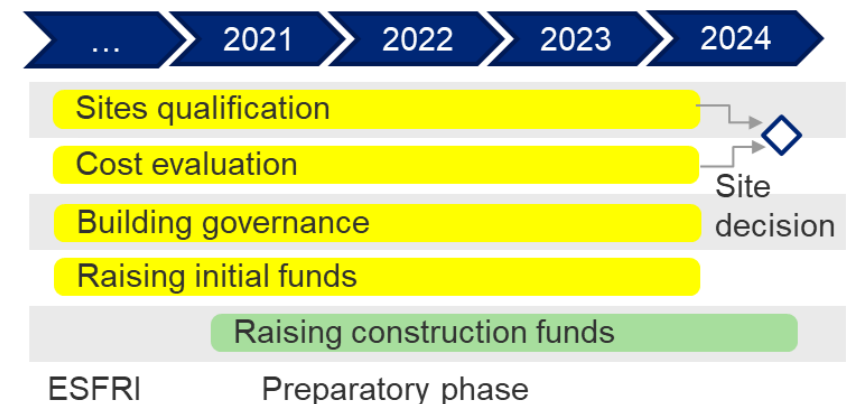 ... 2021 2022 2023 2024
Sites qualification
Cost evaluation
Site
decision
Building governance
Raising initial funds
Raising construction funds
ESFRI Preparatory phase